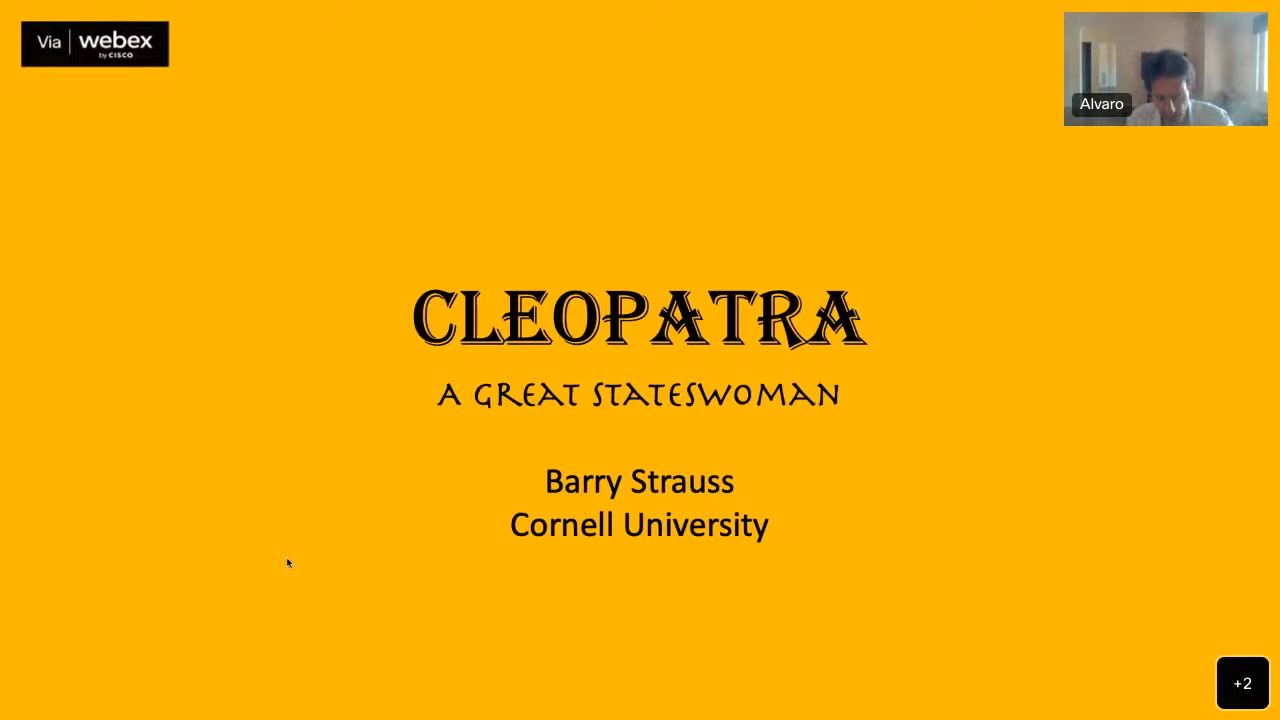 Via webex
by CISCO
Alvaro
CLEOPATRA
A GREAT STATESWOMAN
Barry Strauss
Cornell University
+2